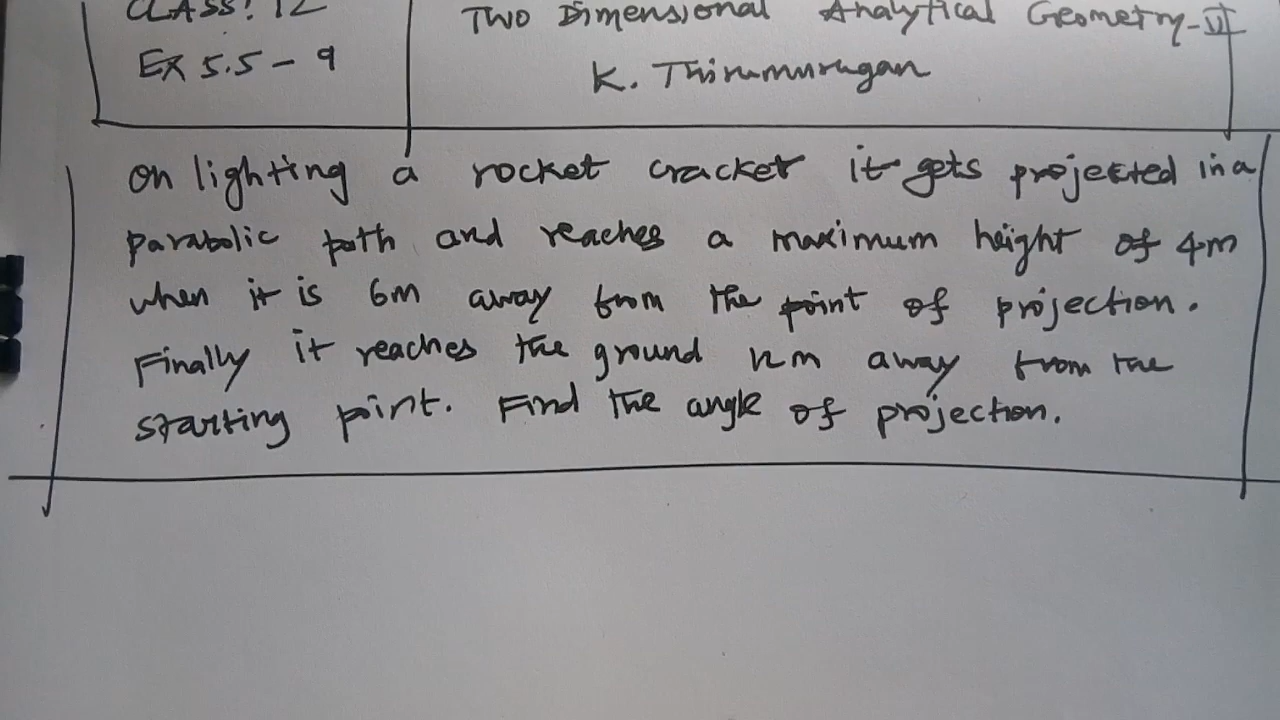 CLASS: 12
Two Dimensional Analytical Geometry-II
Ex 5.5 - 9
K. Thirumurugan
on lighting a rocket cracket it gets projected in a
parabolic path and reaches a maximum height of 4m
when it is 6m away from the point of projection.
Finally it reaches the ground 12m away from the
starting point. Find the angle of projection.